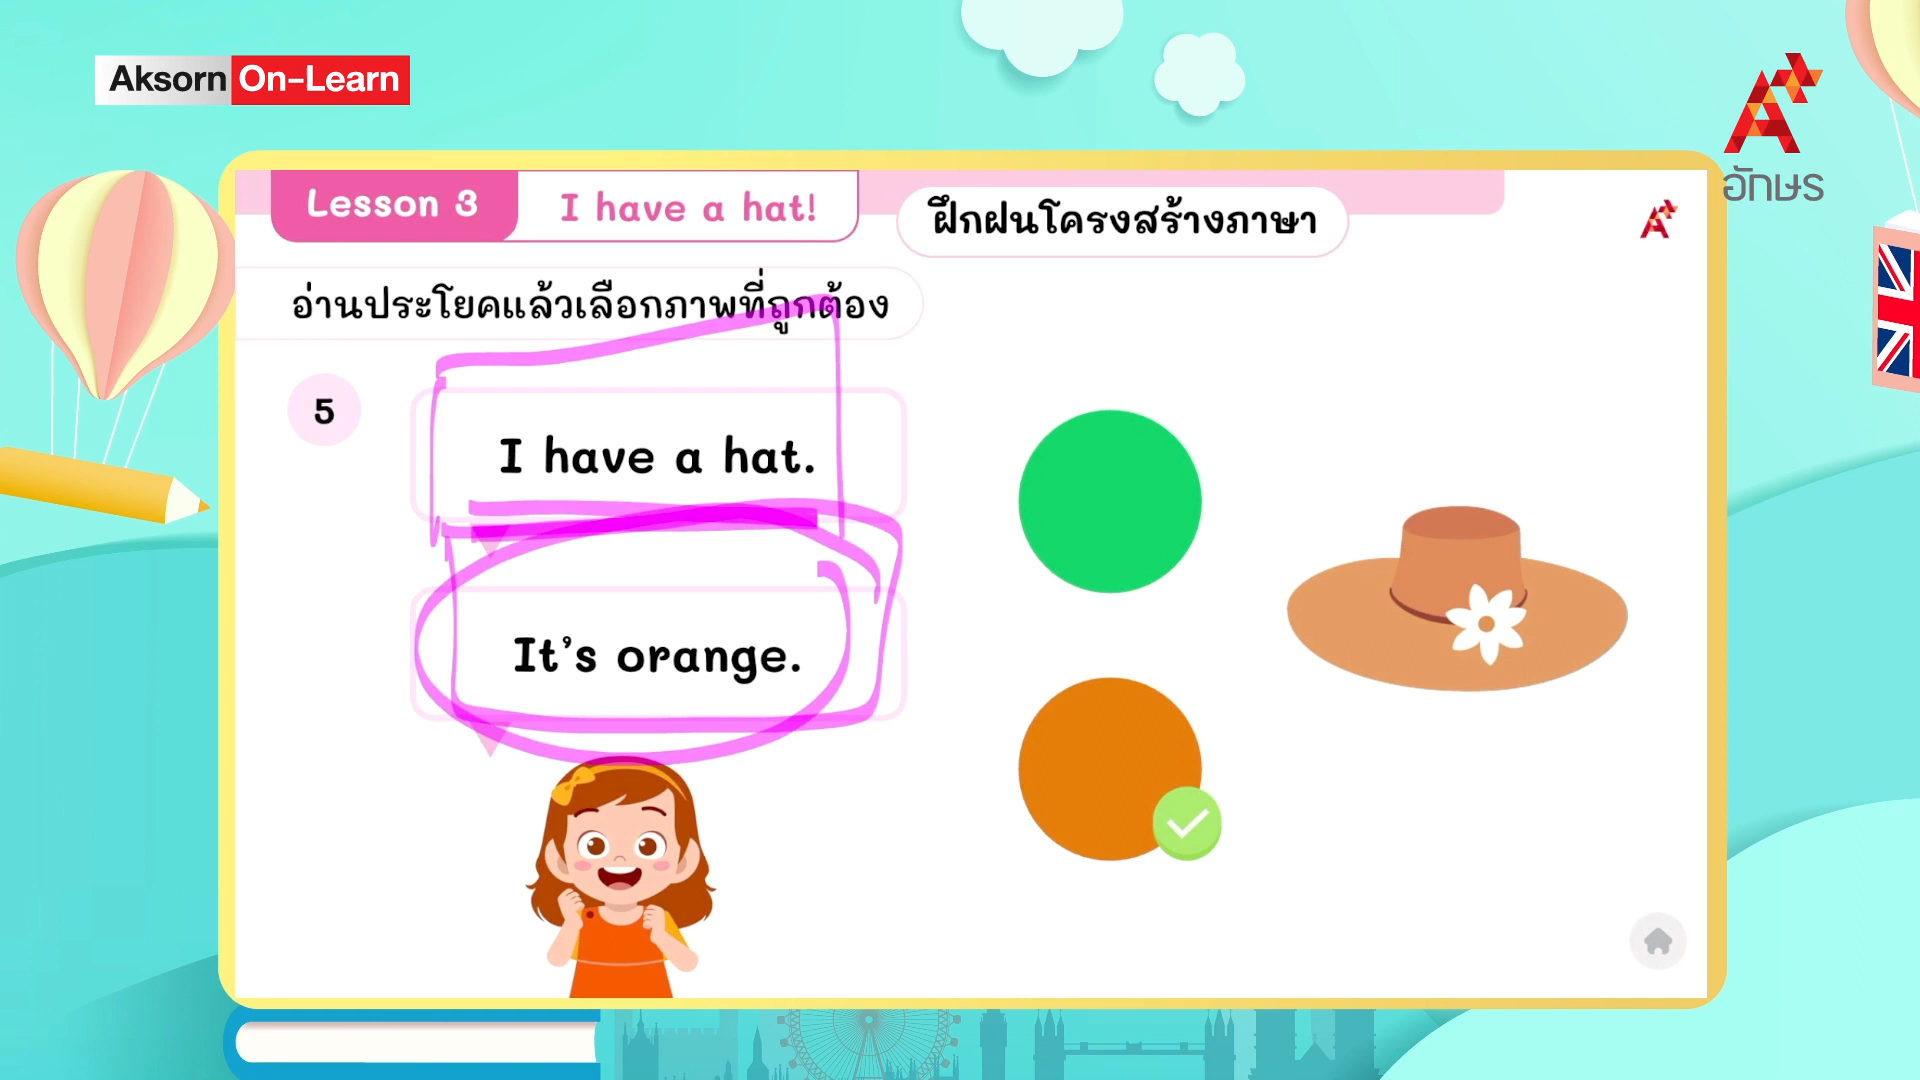 Aksorn On-Learn
อักษร
Lesson 3
I have a hat!
ฝึกฝนโครงสร้างภาษา
อ่านประโยคแล้วเลือกภาพที่ถูกต้อง
5
I have a hat.
It's orange.